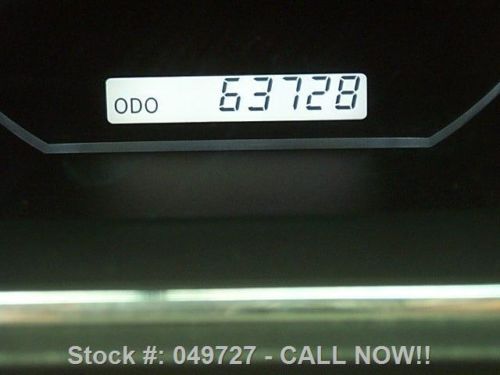 ODO 63728
Stock #: 049727 - CALL NOW!!